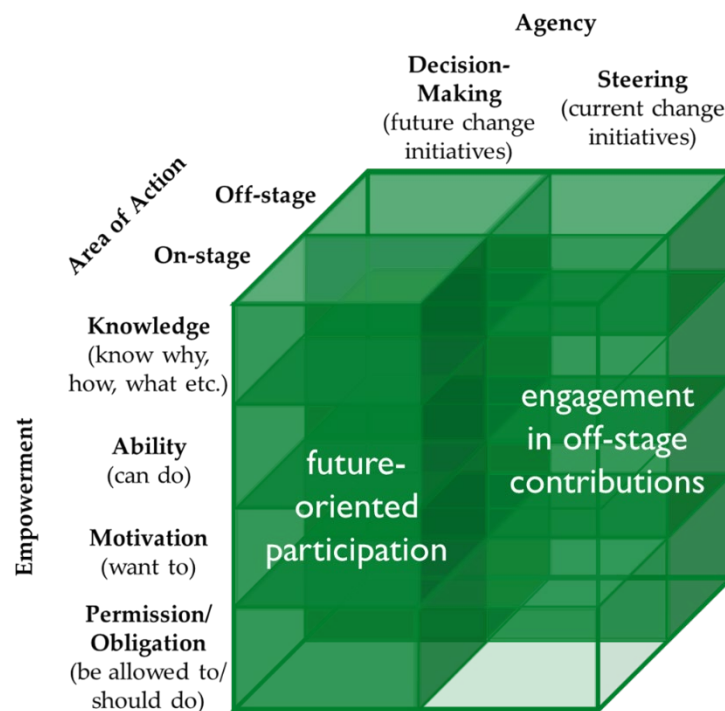 Agency
Decision-
Making
(future change
initiatives)
Steering
(current change
initiatives)
Area of Action
Off-stage
On-stage
Empowerment
Knowledge
(know why,
how, what etc.)
Ability
(can do)
Motivation
(want to)
Permission/
Obligation
(be allowed to/
should do)
future-
oriented
participation
engagement
in off-stage
contributions